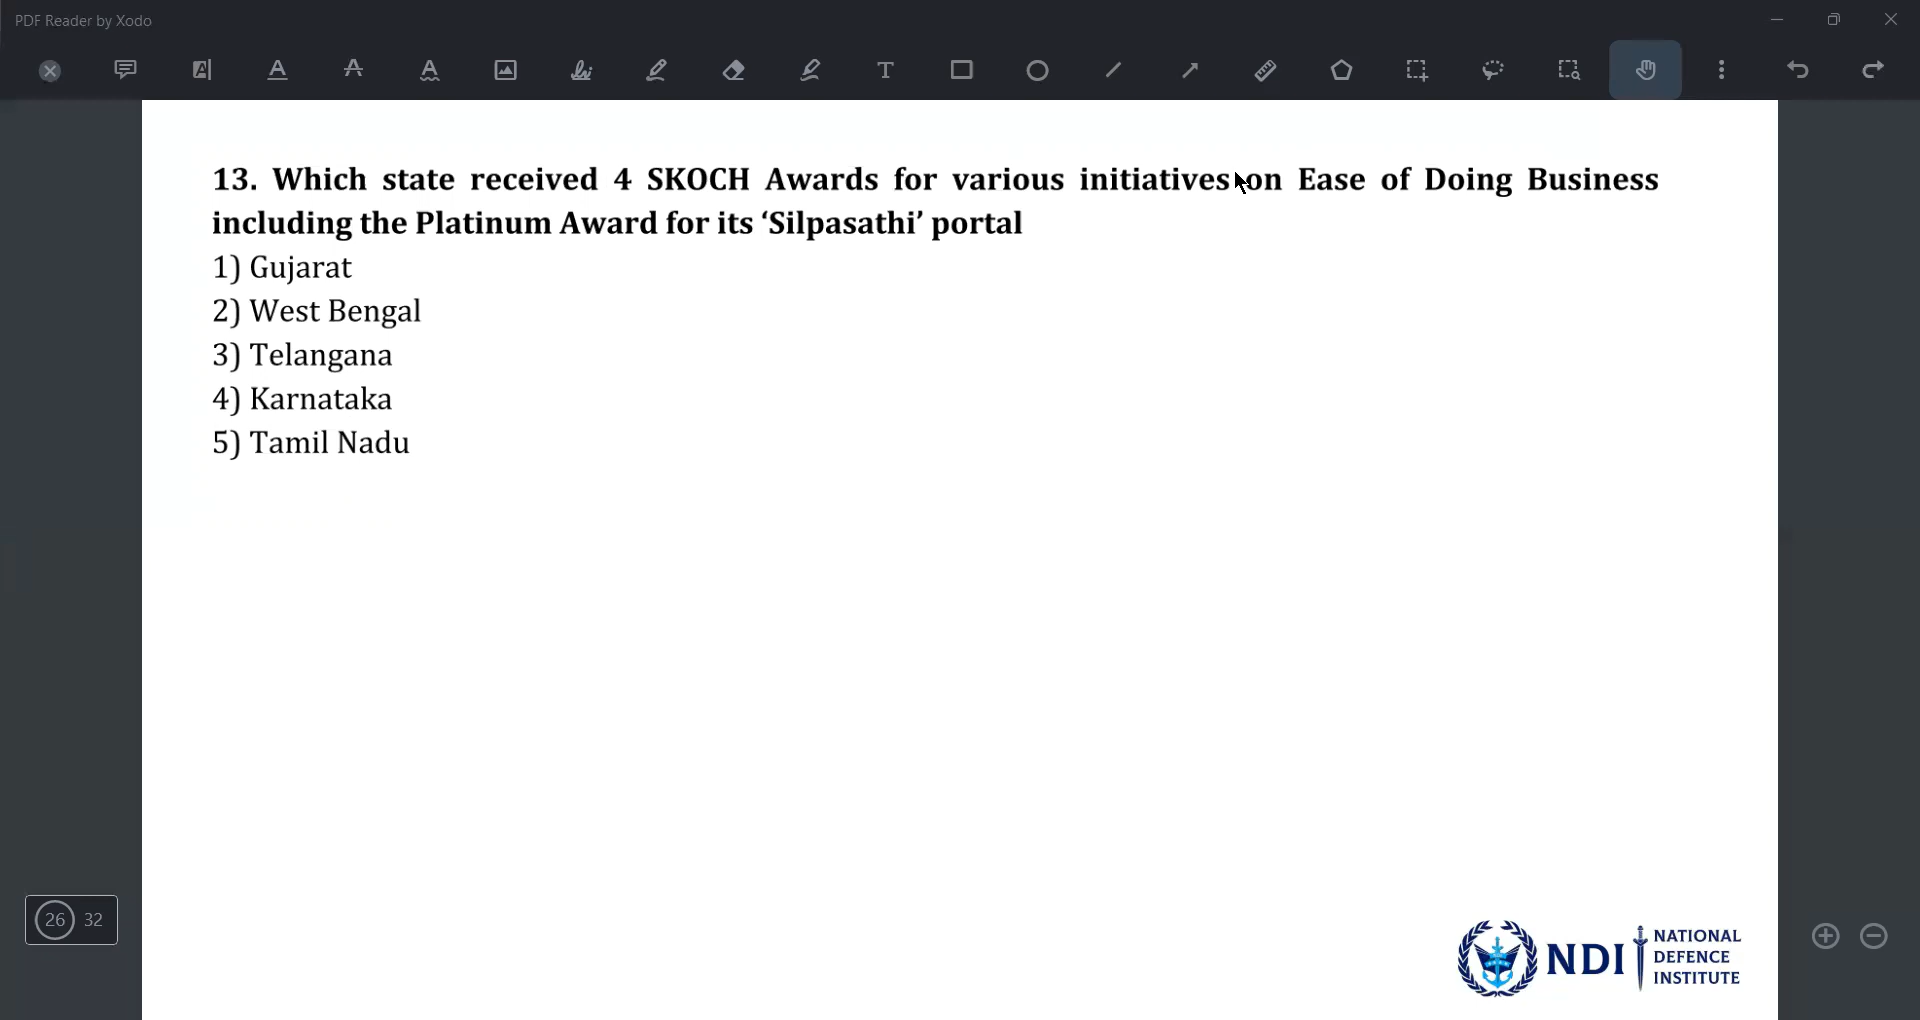 PDF Reader by Xodo
13. Which state received 4 SKOCH Awards for various initiatives on Ease of Doing Business
including the Platinum Award for its ‘Silpasathi’ portal
1) Gujarat
2) West Bengal
3) Telangana
4) Karnataka
5) Tamil Nadu
26 32
NDI NATIONAL
DEFENCE
INSTITUTE